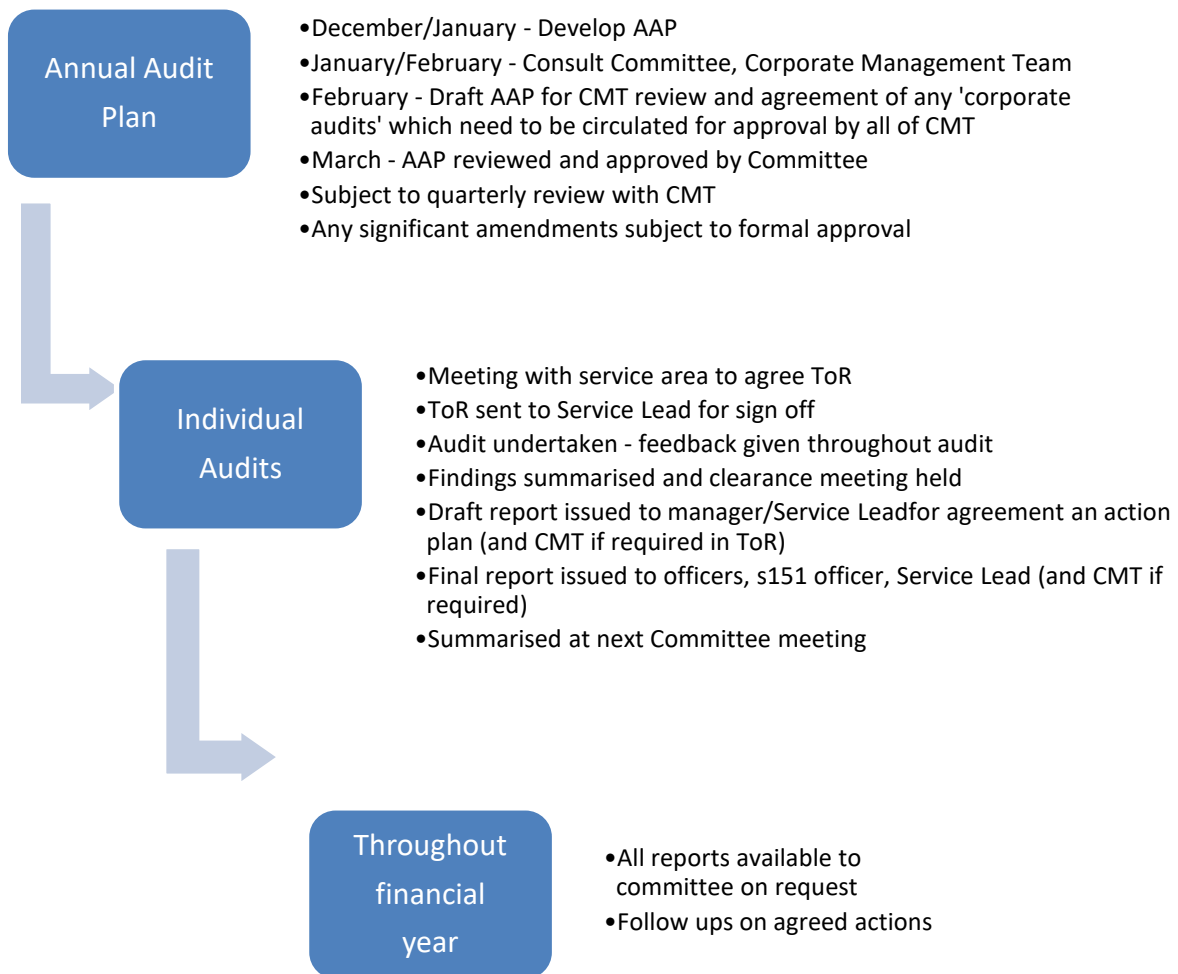 Annual Audit
Plan
•December/January - Develop AAP
•January/February - Consult Committee, Corporate Management Team
•February - Draft AAP for CMT review and agreement of any 'corporate
audits' which need to be circulated for approval by all of CMT
•March - AAP reviewed and approved by Committee
•Subject to quarterly review with CMT
•Any significant amendments subject to formal approval
Individual
Audits
•Meeting with service area to agree ToR
•ToR sent to Service Lead for sign off
•Audit undertaken - feedback given throughout audit
•Findings summarised and clearance meeting held
•Draft report issued to manager/Service Leadfor agreement an action
plan (and CMT if required in ToR)
•Final report issued to officers, s151 officer, Service Lead (and CMT if
required)
•Summarised at next Committee meeting
Throughout
financial
year
•All reports available to
committee on request
•Follow ups on agreed actions